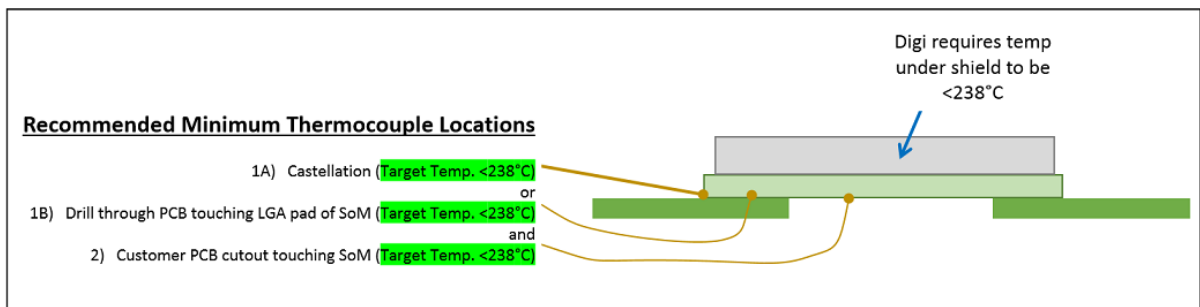 Digi requires temp
under shield to be
<238°C
Recommended Minimum Thermocouple Locations
1A) Castellation (Target Temp. <238°C)
or
1B) Drill through PCB touching LGA pad of SoM (Target Temp. <238°C)
and
2) Customer PCB cutout touching SoM (Target Temp. <238°C)